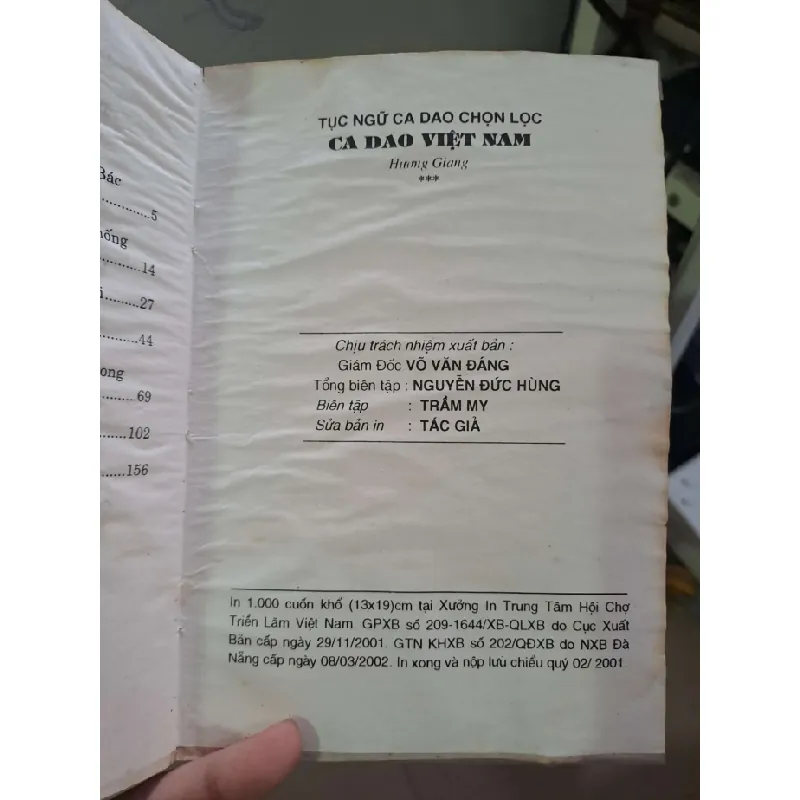 Bác
5
hống
14
27
44
ong
69
102
156
TỤC NGỮ CA DAO CHỌN LỌC
CA DAO VIỆT NAM
Hương Giang
***
Chịu trách nhiệm xuất bản :
Giám Đốc VÕ VĂN ĐÁNG
Tổng biên tập : NGUYỄN ĐỨC HÙNG
Biên tập : TRẦM MY
Sửa bản in : TÁC GIẢ
In 1.000 cuốn khổ (13x19)cm tại Xưởng In Trung Tâm Hội Chợ
Triển Lãm Việt Nam. GPXB số 209-1644/XB-QLXB do Cục Xuất
Bản cấp ngày 29/11/2001. GTN KHXB số 202/QĐXB do NXB Đà
Nẵng cấp ngày 08/03/2002. In xong và nộp lưu chiểu quý 02/ 2001.